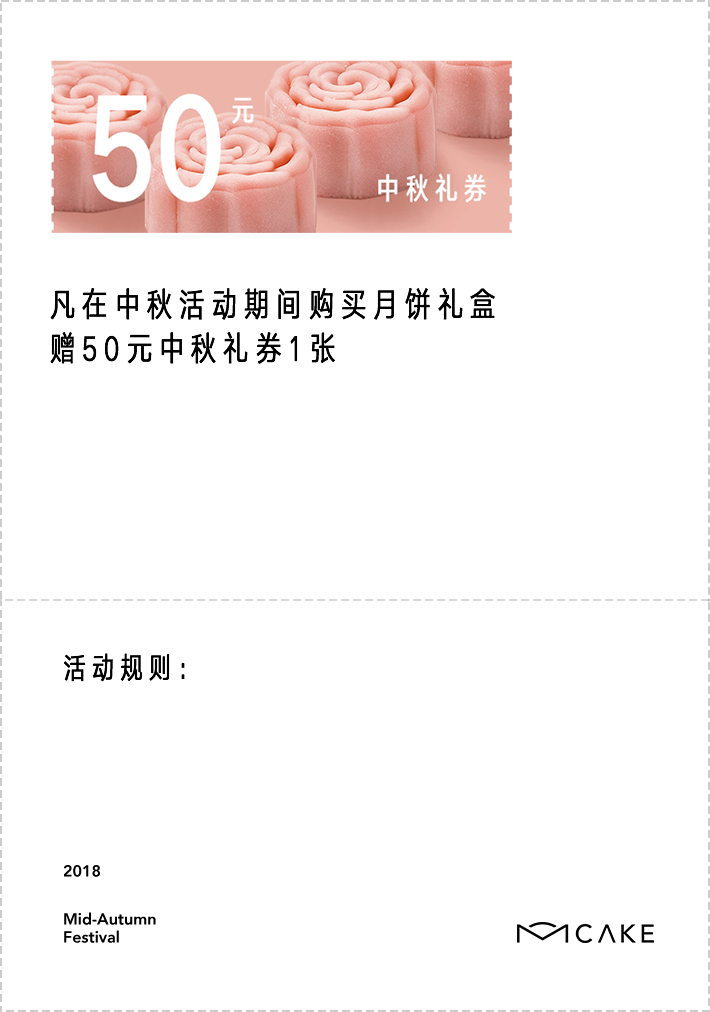 50元
中秋礼券
凡在中秋活动期间购买月饼礼盒
赠50元中秋礼券1张
活动规则:
2018
Mid-Autumn
Festival
MCAKE